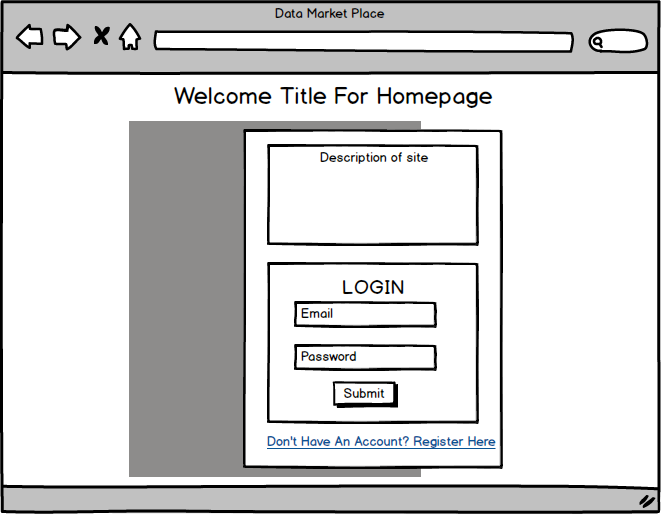 Data Market Place
Welcome Title For Homepage
Description of site
LOGIN
Email
Password
Submit
Don't Have An Account? Register Here